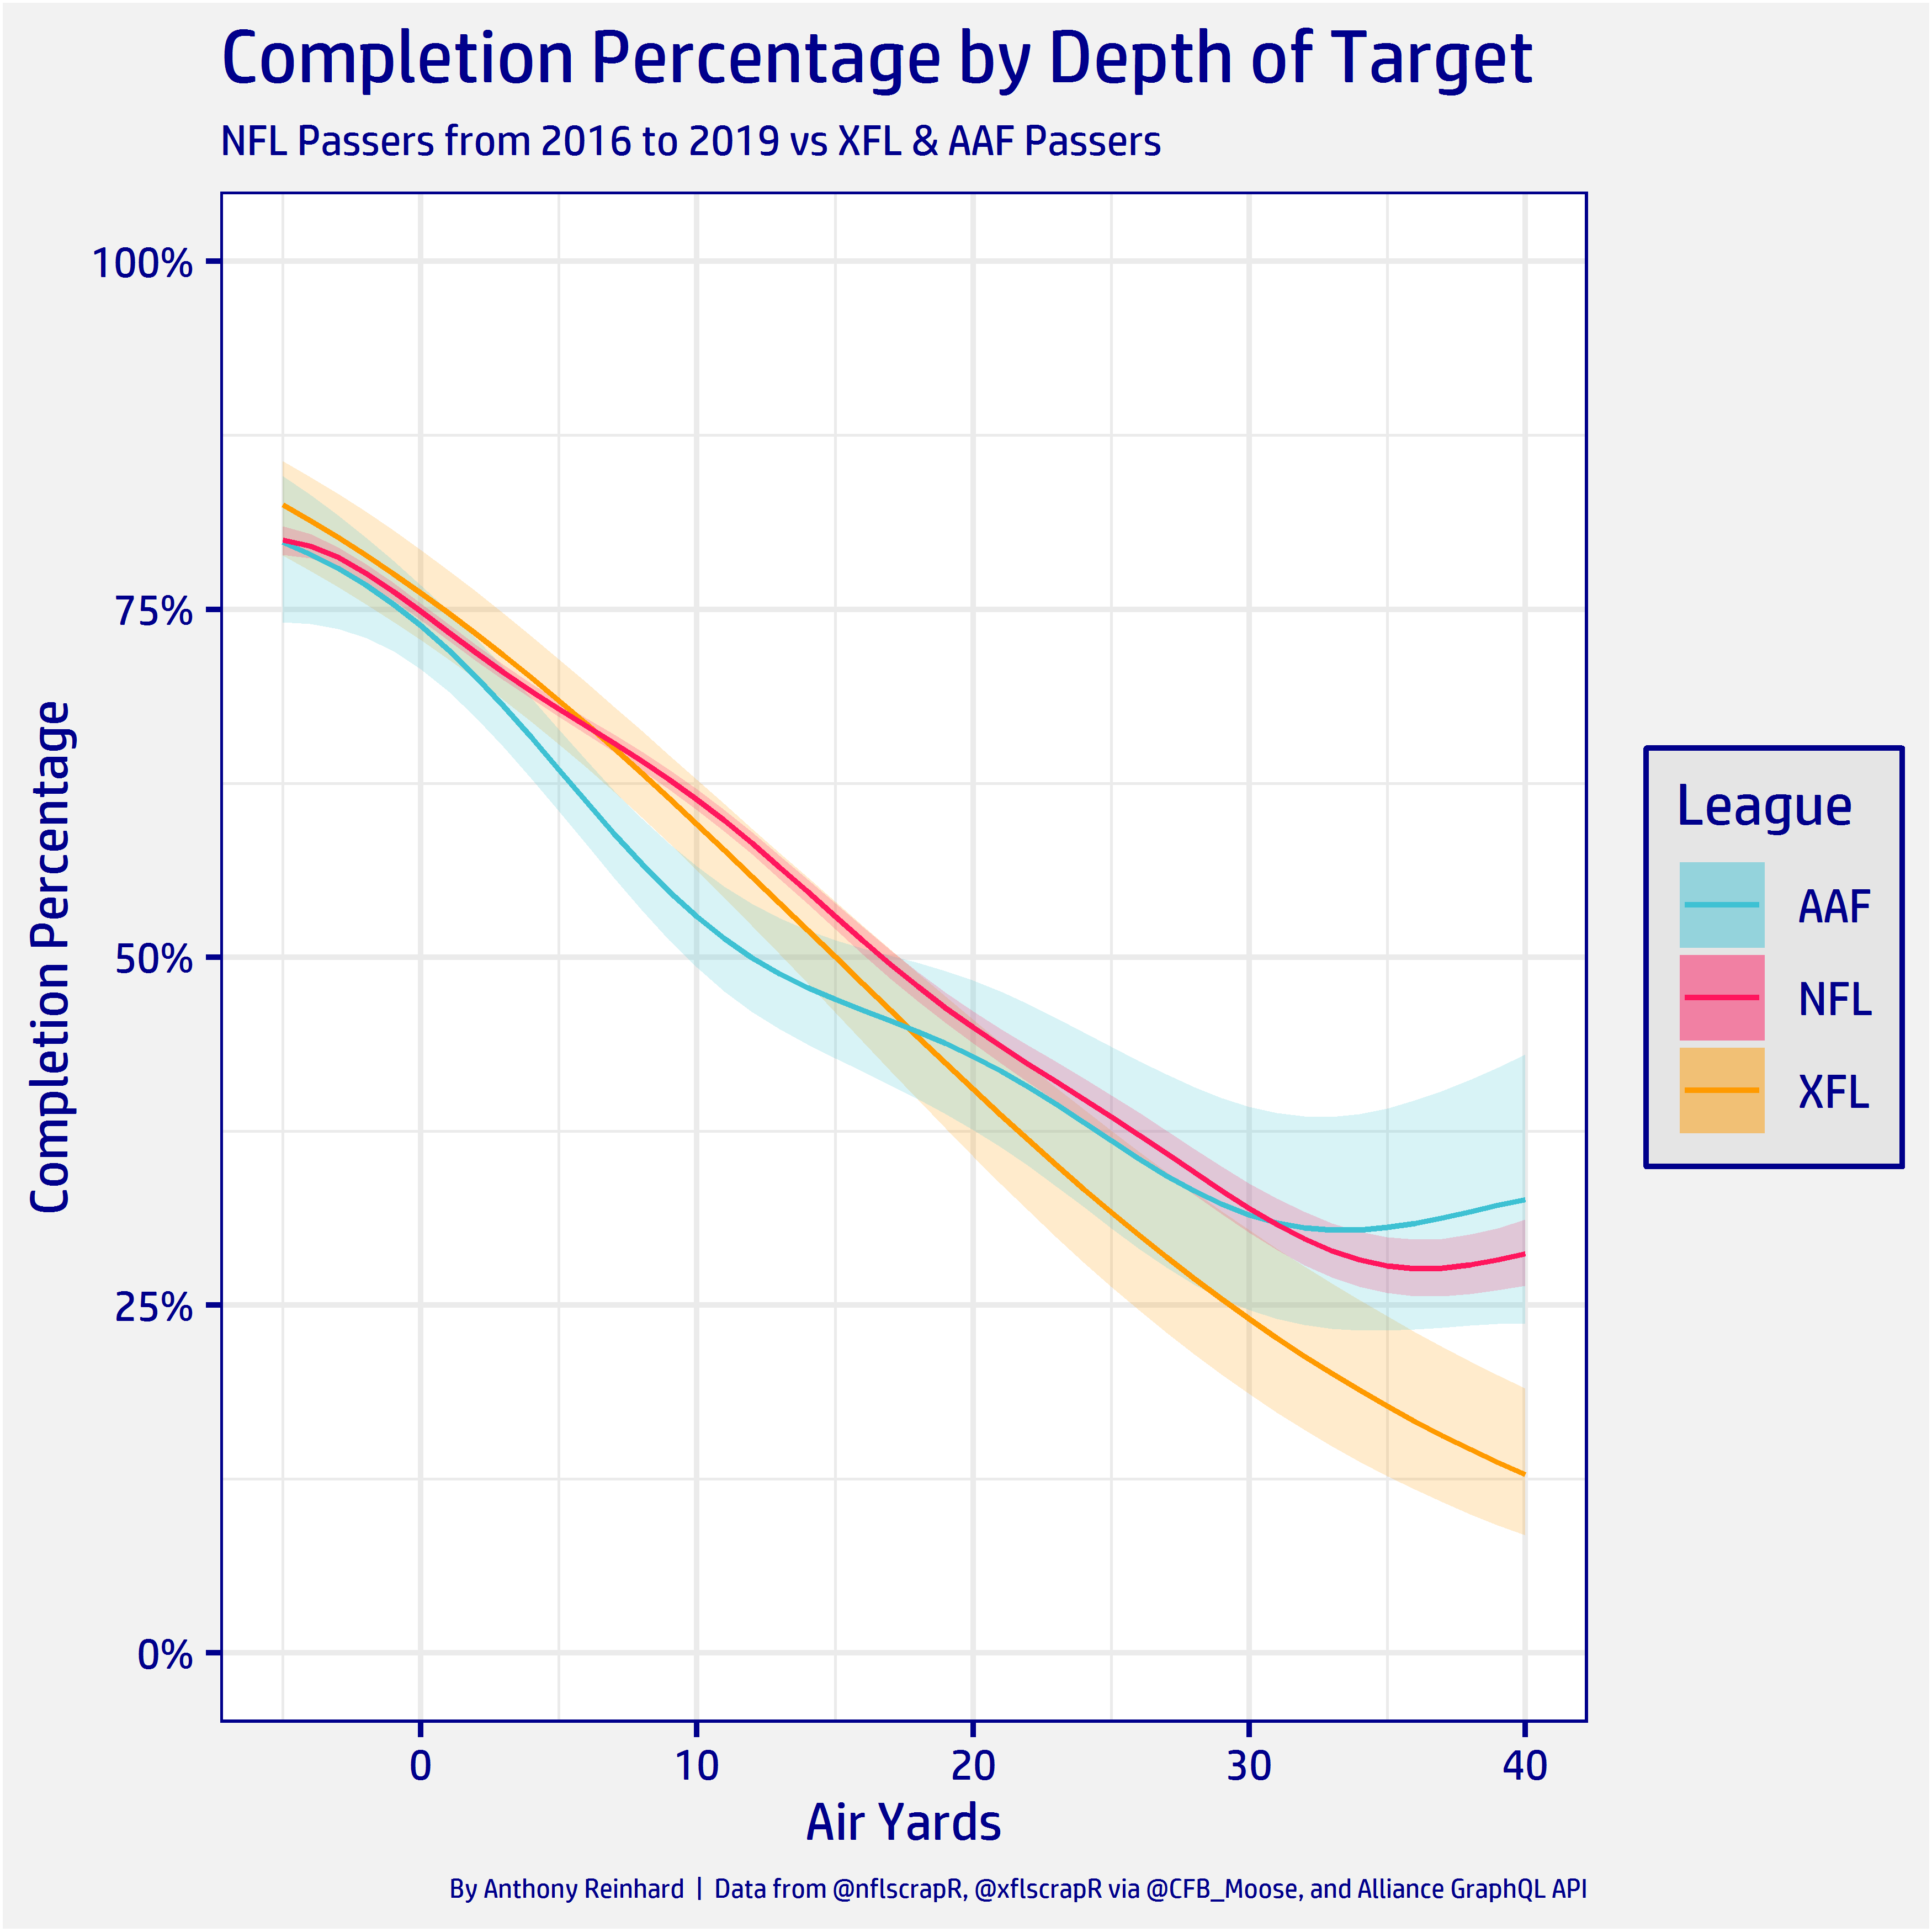 Completion Percentage by Depth of Target
NFL Passers from 2016 to 2019 vs XFL & AAF Passers
100%
75%
50%
25%
0%
Completion Percentage
0 10 20 30 40
Air Yards
League
AAF
NFL
XFL
By Anthony Reinhard | Data from @nflscrapR, @xflscrapR via @CFB_Moose, and Alliance GraphQL API